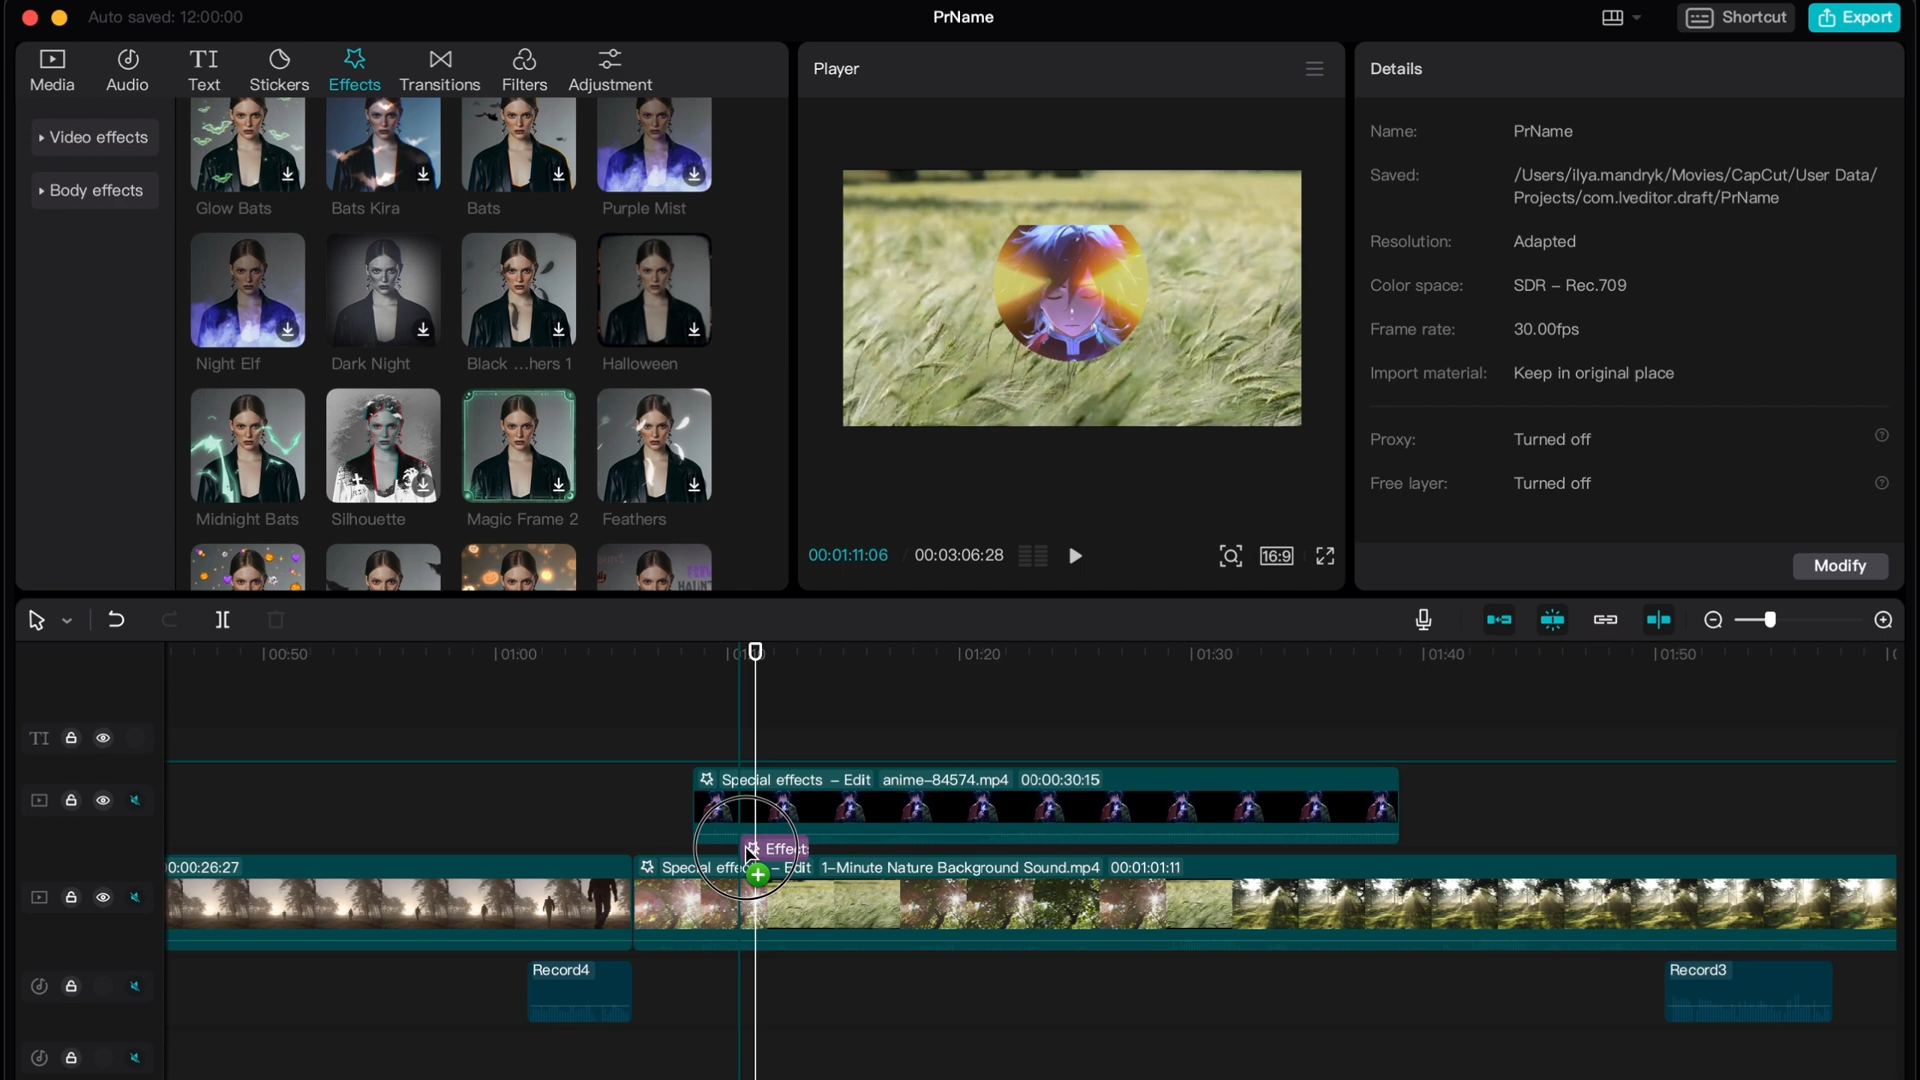 Auto saved: 12:00:00
PrName
Shortcut
Export
Media
Audio
TI
Text
Stickers
Effects
Transitions
Filters
Adjustment
Video effects
Body effects
Glow Bats
Bats Kira
Bats
Purple Mist
Night Elf
Dark Night
Black ...hers 1
Halloween
Midnight Bats
Silhouette
Magic Frame 2
Feathers
Player
00:01:11:06 / 00:03:06:28
16:9
Details
Name: PrName
Saved: /Users/ilya.mandryk/Movies/CapCut/User Data/
Projects/com.lveditor.draft/PrName
Resolution: Adapted
Color space: SDR – Rec.709
Frame rate: 30.00fps
Import material: Keep in original place
Proxy: Turned off
Free layer: Turned off
Modify
00:50
01:00
01:20
01:30
01:40
01:50
TI
Special effects – Edit anime-84574.mp4 00:00:30:15
Effect
0:00:26:27
Special effe – Edit 1-Minute Nature Background Sound.mp4 00:01:01:11
Record4
Record3